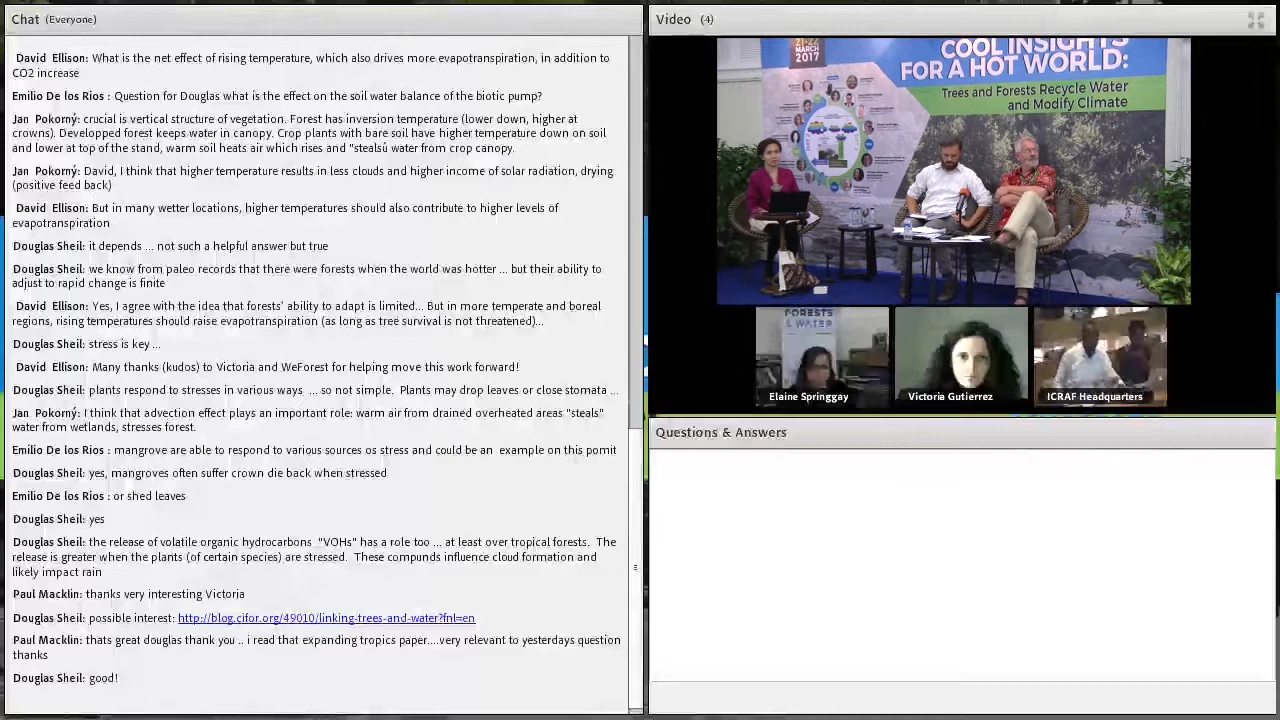 Chat (Everyone)
David Ellison: What is the net effect of rising temperature, which also drives more evapotranspiration, in addition to
CO2 increase
Emilio De los Rios : Question for Douglas what is the effect on the soil water balance of the biotic pump?
Jan Pokorný: crucial is vertical structure of vegetation. Forest has inversion temperature (lower down, higher at
crowns). Developped forest keeps water in canopy. Crop plants with bare soil have higher temperature down on soil
and lower at top of the stand, warm soil heats air which rises and "stealsů water from crop canopy.
Jan Pokorný: David, I think that higher temperature results in less clouds and higher income of solar radiation, drying
(positive feed back)
David Ellison: But in many wetter locations, higher temperatures should also contribute to higher levels of
evapotranspiration
Douglas Sheil: it depends ... not such a helpful answer but true
Douglas Sheil: we know from paleo records that there were forests when the world was hotter ... but their ability to
adjust to rapid change is finite
David Ellison: Yes, I agree with the idea that forests' ability to adapt is limited... But in more temperate and boreal
regions, rising temperatures should raise evapotranspiration (as long as tree survival is not threatened)...
Douglas Sheil: stress is key ...
David Ellison: Many thanks (kudos) to Victoria and WeForest for helping move this work forward!
Douglas Sheil: plants respond to stresses in various ways ... so not simple. Plants may drop leaves or close stomata ...
Jan Pokorný: I think that advection effect plays an important role: warm air from drained overheated areas "steals"
water from wetlands, stresses forest.
Emilio De los Rios : mangrove are able to respond to various sources os stress and could be an example on this pomit
Douglas Sheil: yes, mangroves often suffer crown die back when stressed
Emilio De los Rios : or shed leaves
Douglas Sheil: yes
Douglas Sheil: the release of volatile organic hydrocarbons "VOHs" has a role too ... at least over tropical forests. The
release is greater when the plants (of certain species) are stressed. These compunds influence cloud formation and
likely impact rain
Paul Macklin: thanks very interesting Victoria
Douglas Sheil: possible interest: http://blog.cifor.org/49010/linking-trees-and-water?fnl=en
Paul Macklin: thats great douglas thank you .. i read that expanding tropics paper....very relevant to yesterdays question
thanks
Douglas Sheil: good!
Video (4)
MARCH
2017
COOL INSIGHTS
FOR A HOT WORLD:
Trees and Forests Recycle Water
and Modify Climate
FORESTS
& WATER
Elaine Springgay
Victoria Gutierrez
ICRAF Headquarters
Questions & Answers